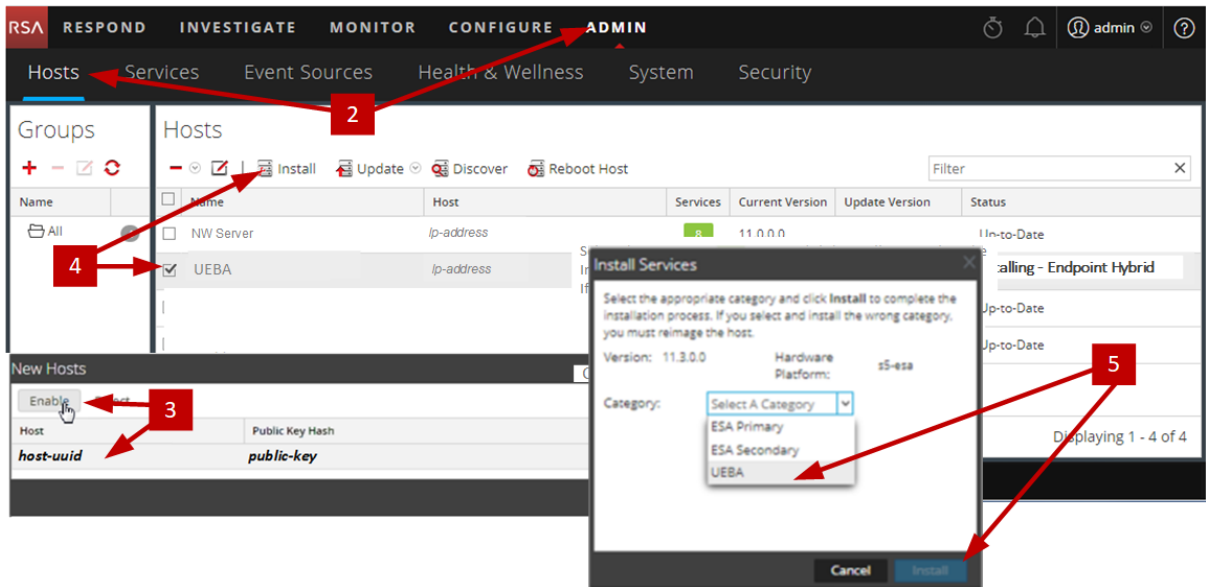 RSA RESPOND INVESTIGATE MONITOR CONFIGURE ADMIN admin
Hosts Services Event Sources Health & Wellness System Security
2
Groups
Hosts
Install Update Discover Reboot Host Filter
Name
Name Host Services Current Version Update Version Status
All
NW Server Ip-address 8 11.0.0.0 Up-to-Date
4
UEBA Ip-address alling - Endpoint Hybrid
Up-to-Date
Up-to-Date
Displaying 1 - 4 of 4
New Hosts
Enable
3
Host Public Key Hash
host-uuid public-key
Install Services
Select the appropriate category and click Install to complete the
installation process. If you select and install the wrong category,
you must reimage the host.
Version: 11.3.0.0 Hardware
Platform: s5-esa
5
Category: Select A Category
ESA Primary
ESA Secondary
UEBA
Cancel Install